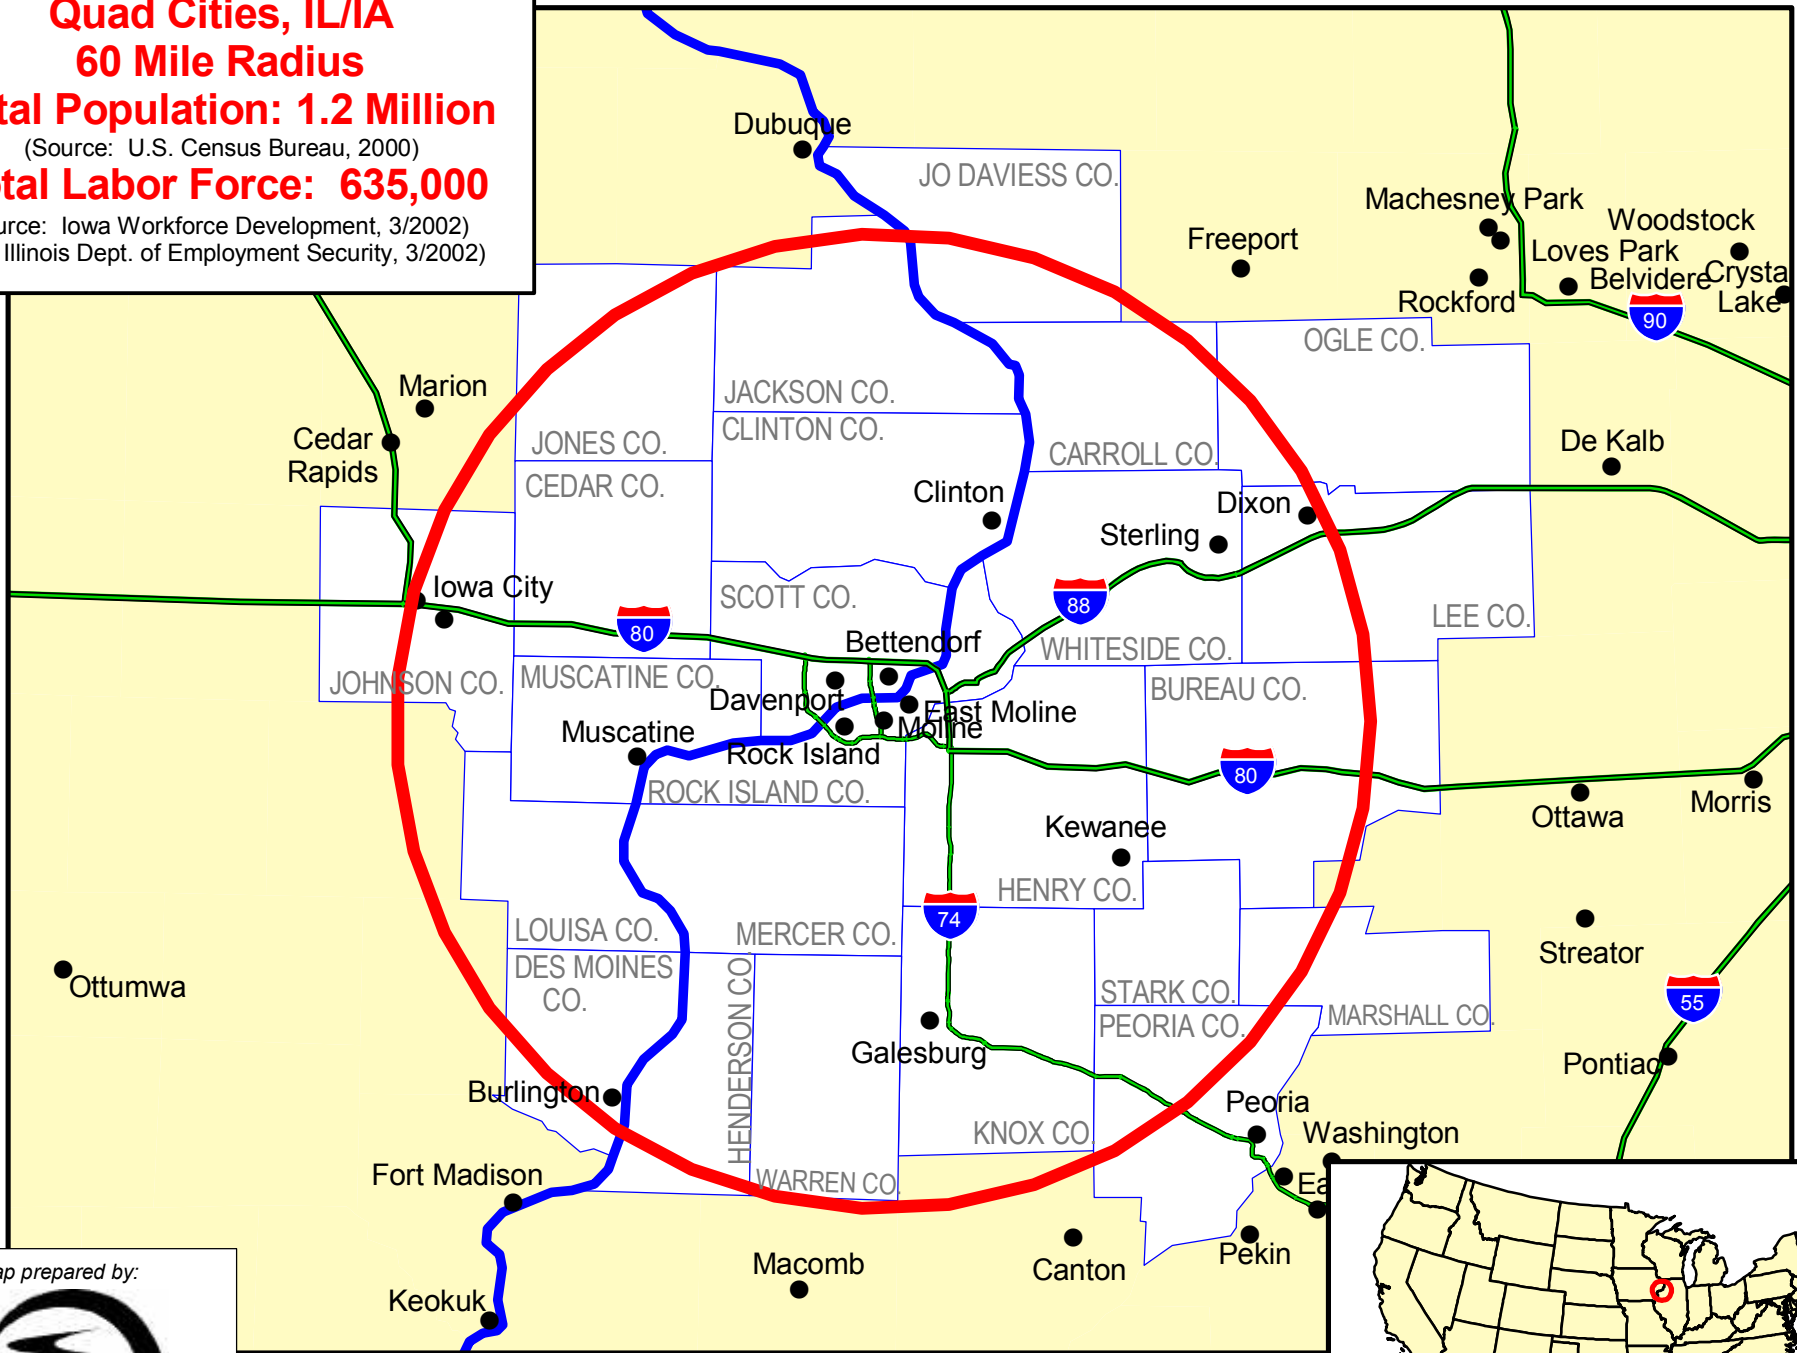 Quad Cities, IL/IA
60 Mile Radius
tal Population: 1.2 Million
(Source: U.S. Census Bureau, 2000)
tal Labor Force: 635,000
urce: Iowa Workforce Development, 3/2002)
Illinois Dept. of Employment Security, 3/2002)
Dubuque
JO DAVIESS CO.
Machesney Park
Woodstock
Freeport
Loves Park
Belvidere
Crysta
Lake
Rockford
90
OGLE CO.
Marion
JACKSON CO.
CLINTON CO.
Cedar
Rapids
JONES CO.
CARROLL CO.
De Kalb
CEDAR CO.
Clinton
Dixon
Sterling
Iowa City
SCOTT CO.
88
LEE CO.
80
Bettendorf
WHITESIDE CO.
JOHNSON CO.
MUSCATINE CO.
BUREAU CO.
Davenport
East Moline
Moline
Muscatine
Rock Island
80
ROCK ISLAND CO.
Ottawa
Morris
Kewanee
HENRY CO.
74
LOUISA CO.
MERCER CO.
Streator
DES MOINES
CO.
HENDERSON CO.
Ottumwa
STARK CO.
55
PEORIA CO.
MARSHALL CO.
Galesburg
Pontiac
Burlington
Peoria
KNOX CO.
Washington
Fort Madison
WARREN CO.
Ea
Pekin
Macomb
Canton
Keokuk
ap prepared by: